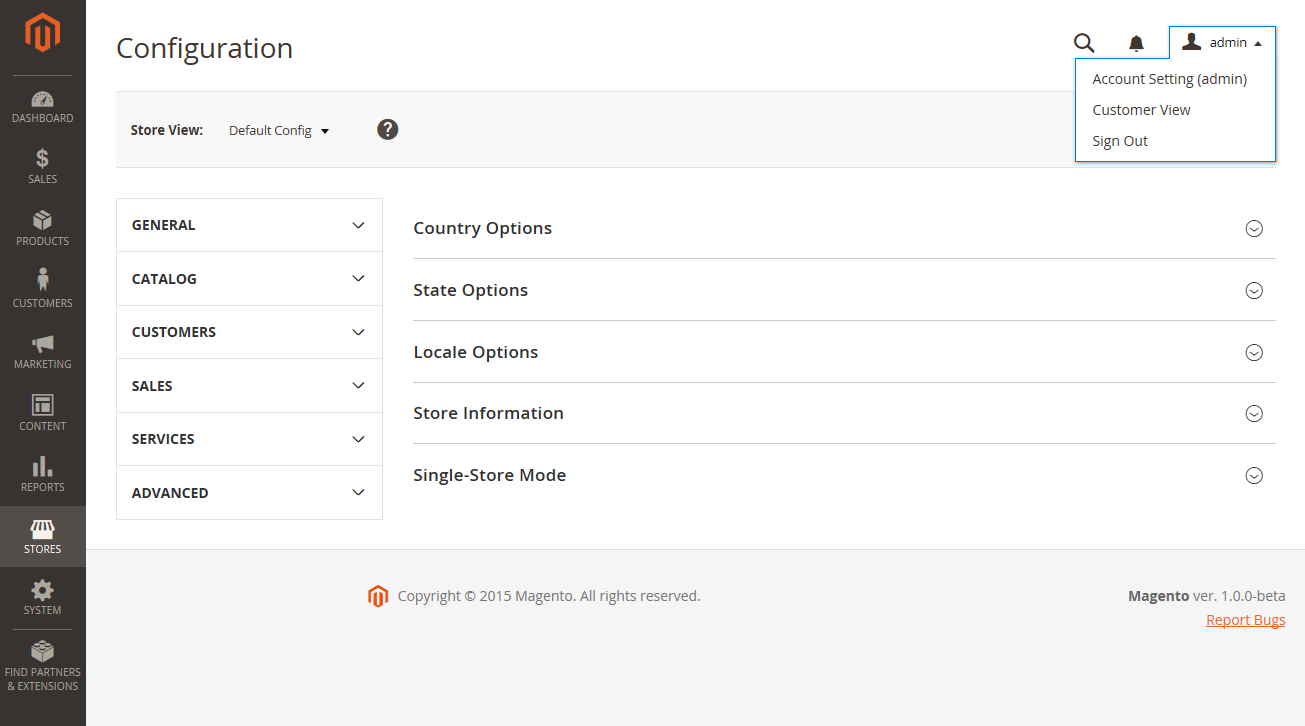 Configuration
admin
Account Setting (admin)
Customer View
Sign Out
Store View: Default Config ?
DASHBOARD
SALES
PRODUCTS
CUSTOMERS
MARKETING
CONTENT
REPORTS
STORES
SYSTEM
FIND PARTNERS
& EXTENSIONS
GENERAL
CATALOG
CUSTOMERS
SALES
SERVICES
ADVANCED
Country Options
State Options
Locale Options
Store Information
Single-Store Mode
Copyright © 2015 Magento. All rights reserved.
Magento ver. 1.0.0-beta
Report Bugs